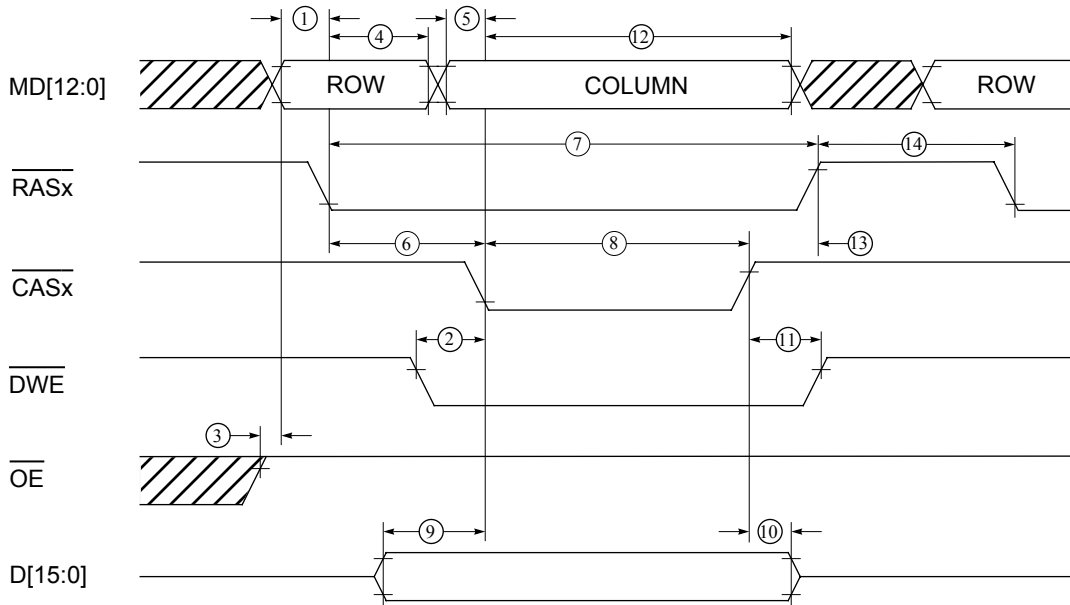 1 5
4 12
MD[12:0] ROW COLUMN ROW
7 14
RASx
6 8 13
CASx
2 11
DWE
3
OE
9 10
D[15:0]